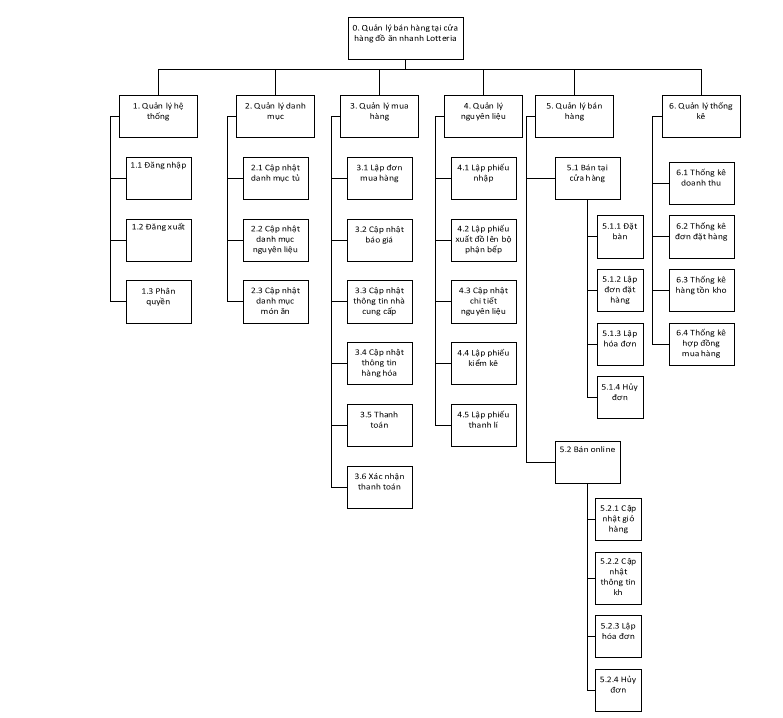 0. Quản lý bán hàng tại cửa
hàng đồ ăn nhanh Lotteria
1. Quản lý hệ
thống
1.1 Đăng nhập
1.2 Đăng xuất
1.3 Phân
quyền
2. Quản lý danh
mục
2.1 Cập nhật
danh mục tủ
2.2 Cập nhật
danh mục
nguyên liệu
2.3 Cập nhật
danh mục
món ăn
3. Quản lý mua
hàng
3.1 Lập đơn
mua hàng
3.2 Cập nhật
báo giá
3.3 Cập nhật
thông tin nhà
cung cấp
3.4 Cập nhật
thông tin
hàng hóa
3.5 Thanh
toán
3.6 Xác nhận
thanh toán
4. Quản lý
nguyên liệu
4.1 Lập phiếu
nhập
4.2 Lập phiếu
xuất đồ lên bộ
phận bếp
4.3 Cập nhật
chi tiết
nguyên liệu
4.4 Lập phiếu
kiểm kê
4.5 Lập phiếu
thanh lí
5. Quản lý bán
hàng
5.1 Bán tại
cửa hàng
5.1.1 Đặt
bàn
5.1.2 Lập
đơn đặt
hàng
5.1.3 Lập
hóa đơn
5.1.4 Hủy
đơn
5.2 Bán online
5.2.1 Cập
nhật giỏ
hàng
5.2.2 Cập
nhật
thông tin
kh
5.2.3 Lập
hóa đơn
5.2.4 Hủy
đơn
6. Quản lý thống
kê
6.1 Thống kê
doanh thu
6.2 Thống kê
đơn đặt hàng
6.3 Thống kê
hàng tồn kho
6.4 Thống kê
hợp đồng
mua hàng